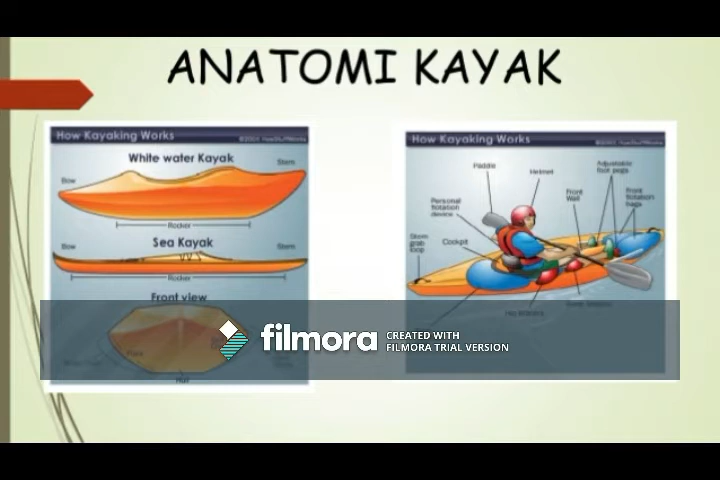 ANATOMI KAYAK
How Kayaking Works
White water Kayak
Bow
Stern
Rocker
Sea Kayak
Bow
Stern
Rocker
Front view
Hull
How Kayaking Works
Paddle
Helmet
Adjustable
foot pegs
Front
Wall
Front
flotation
bags
Personal
flotation
device
Stern
grab
loop
Cockpit
filmora
CREATED WITH
FILMORA TRIAL VERSION